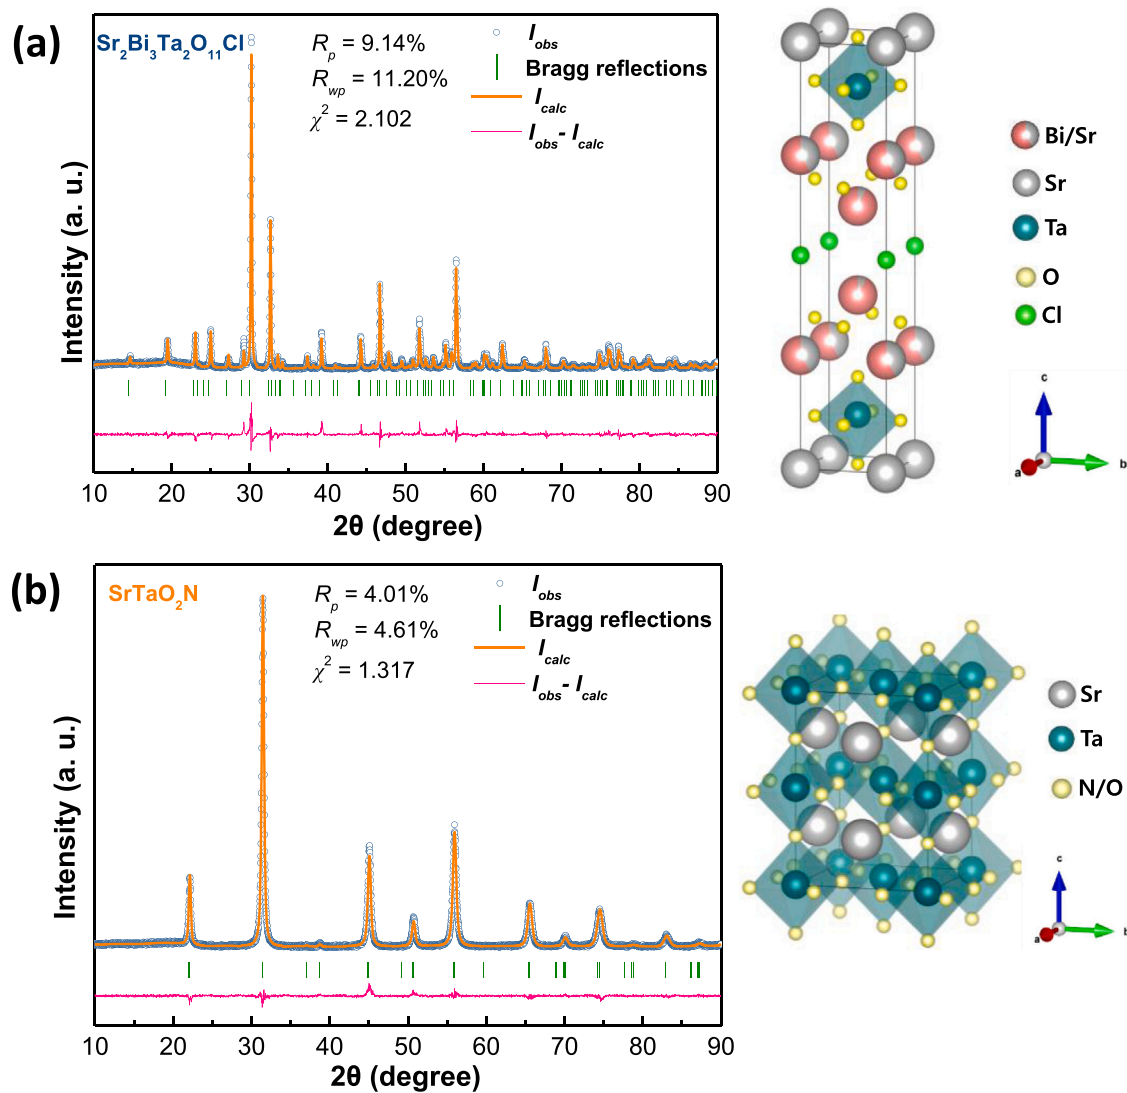 (a)
Sr2Bi3Ta2O11Cl
Rp = 9.14%
Rwp = 11.20%
χ2 = 2.102
Iobs
Bragg reflections
Icalc
Iobs- Icalc
Intensity (a. u.)
10 20 30 40 50 60 70 80 90
2θ (degree)
Bi/Sr
Sr
Ta
O
Cl
c
a
b
(b)
SrTaO2N
Rp = 4.01%
Rwp = 4.61%
χ2 = 1.317
Iobs
Bragg reflections
Icalc
Iobs- Icalc
Intensity (a. u.)
10 20 30 40 50 60 70 80 90
2θ (degree)
Sr
Ta
N/O
c
a
b